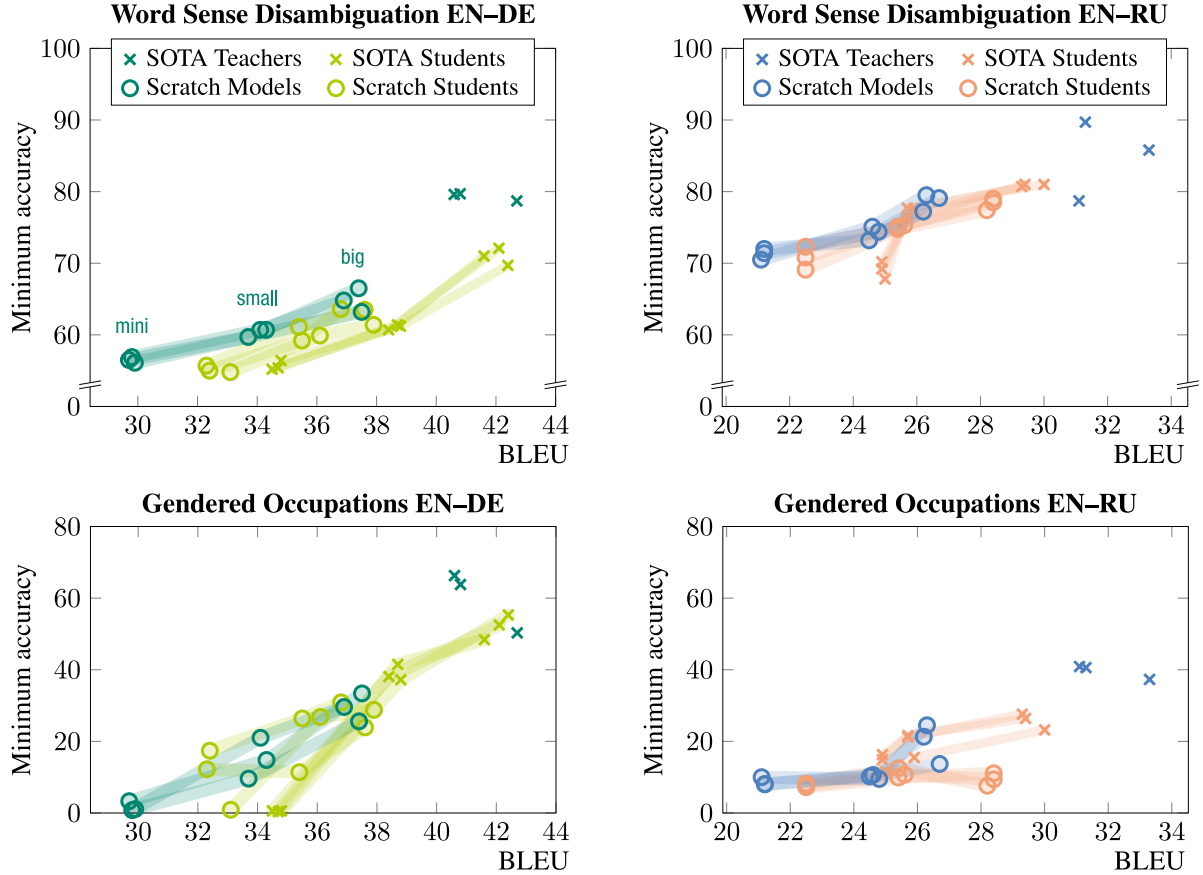 Word Sense Disambiguation EN–DE
SOTA Teachers
SOTA Students
Scratch Models
Scratch Students
Minimum accuracy
100
90
80
70
60
0
mini
small
big
30 32 34 36 38 40 42 44
BLEU
Word Sense Disambiguation EN–RU
SOTA Teachers
SOTA Students
Scratch Models
Scratch Students
Minimum accuracy
100
90
80
70
60
0
20 22 24 26 28 30 32 34
BLEU
Gendered Occupations EN–DE
Minimum accuracy
80
60
40
20
0
30 32 34 36 38 40 42 44
BLEU
Gendered Occupations EN–RU
Minimum accuracy
80
60
40
20
0
20 22 24 26 28 30 32 34
BLEU